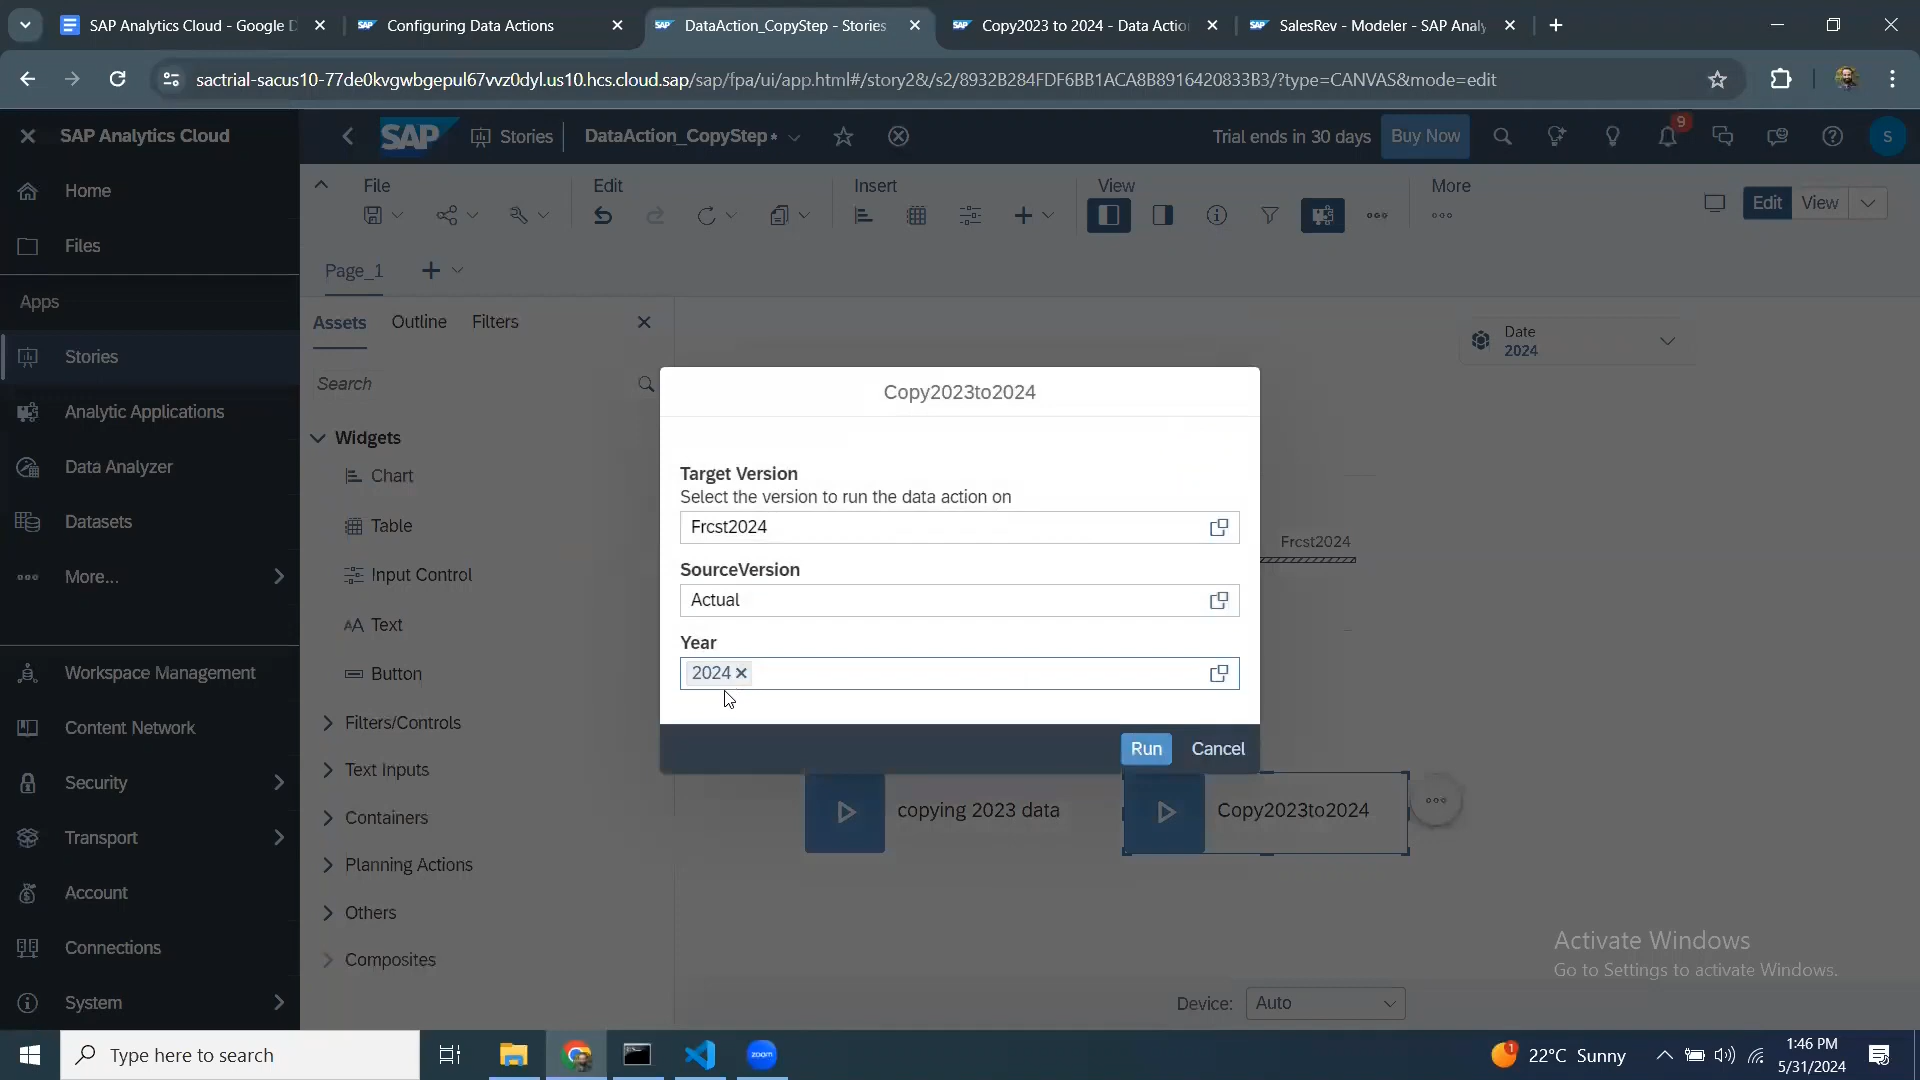 SAP Analytics Cloud - Google D
Configuring Data Actions
DataAction_CopyStep - Stories
Copy2023 to 2024 - Data Actio
SalesRev - Modeler - SAP Analy
sactrial-sacus10-77de0kvgwbgepul67vvz0dyl.us10.hcs.cloud.sap/sap/fpa/ui/app.html#/story2&/s2/8932B284FDF6BB1ACA8B8916420833B3/?type=CANVAS&mode=edit
SAP Analytics Cloud
SAP
Stories
DataAction_CopyStep*
Trial ends in 30 days
Buy Now
9
S
Home
Files
Apps
Stories
Analytic Applications
Data Analyzer
Datasets
More...
Workspace Management
Content Network
Security
Transport
Account
Connections
System
File
Edit
Insert
View
More
Edit
View
Page_1
Assets
Outline
Filters
Search
Widgets
Chart
Table
Input Control
Text
Button
Filters/Controls
Text Inputs
Containers
Planning Actions
Others
Composites
Date
2024
Frcst2024
Copy2023to2024
Target Version
Select the version to run the data action on
Frcst2024
SourceVersion
Actual
Year
2024
Run
Cancel
copying 2023 data
Copy2023to2024
Activate Windows
Go to Settings to activate Windows.
Device:
Auto
Type here to search
zoom
1
22°C Sunny
1:46 PM
5/31/2024